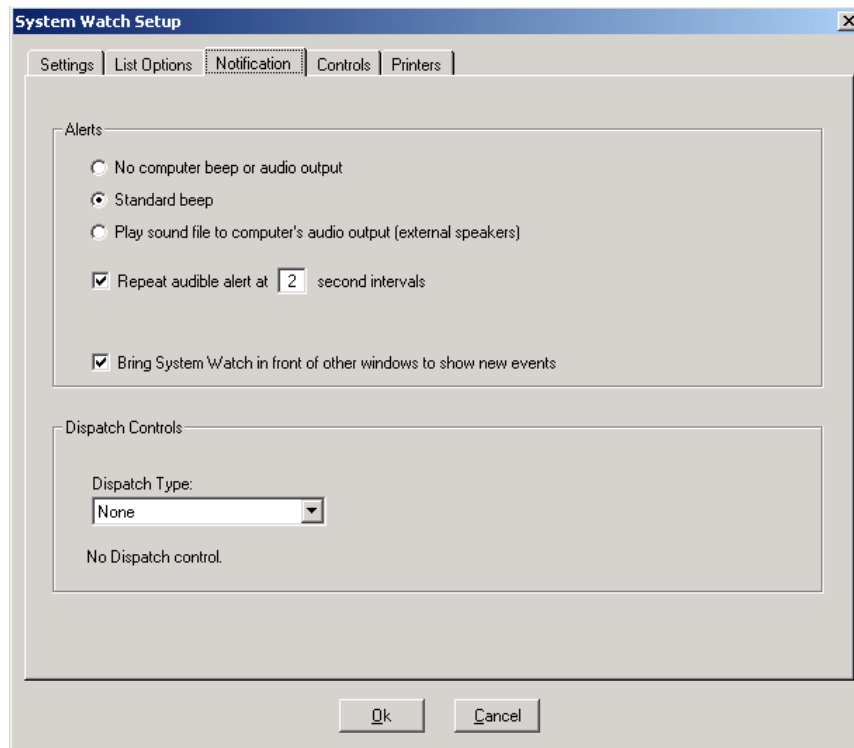 System Watch Setup
Settings List Options Notification Controls Printers
Alerts
No computer beep or audio output
Standard beep
Play sound file to computer's audio output (external speakers)
Repeat audible alert at 2 second intervals
Bring System Watch in front of other windows to show new events
Dispatch Controls
Dispatch Type:
None
No Dispatch control.
Ok Cancel